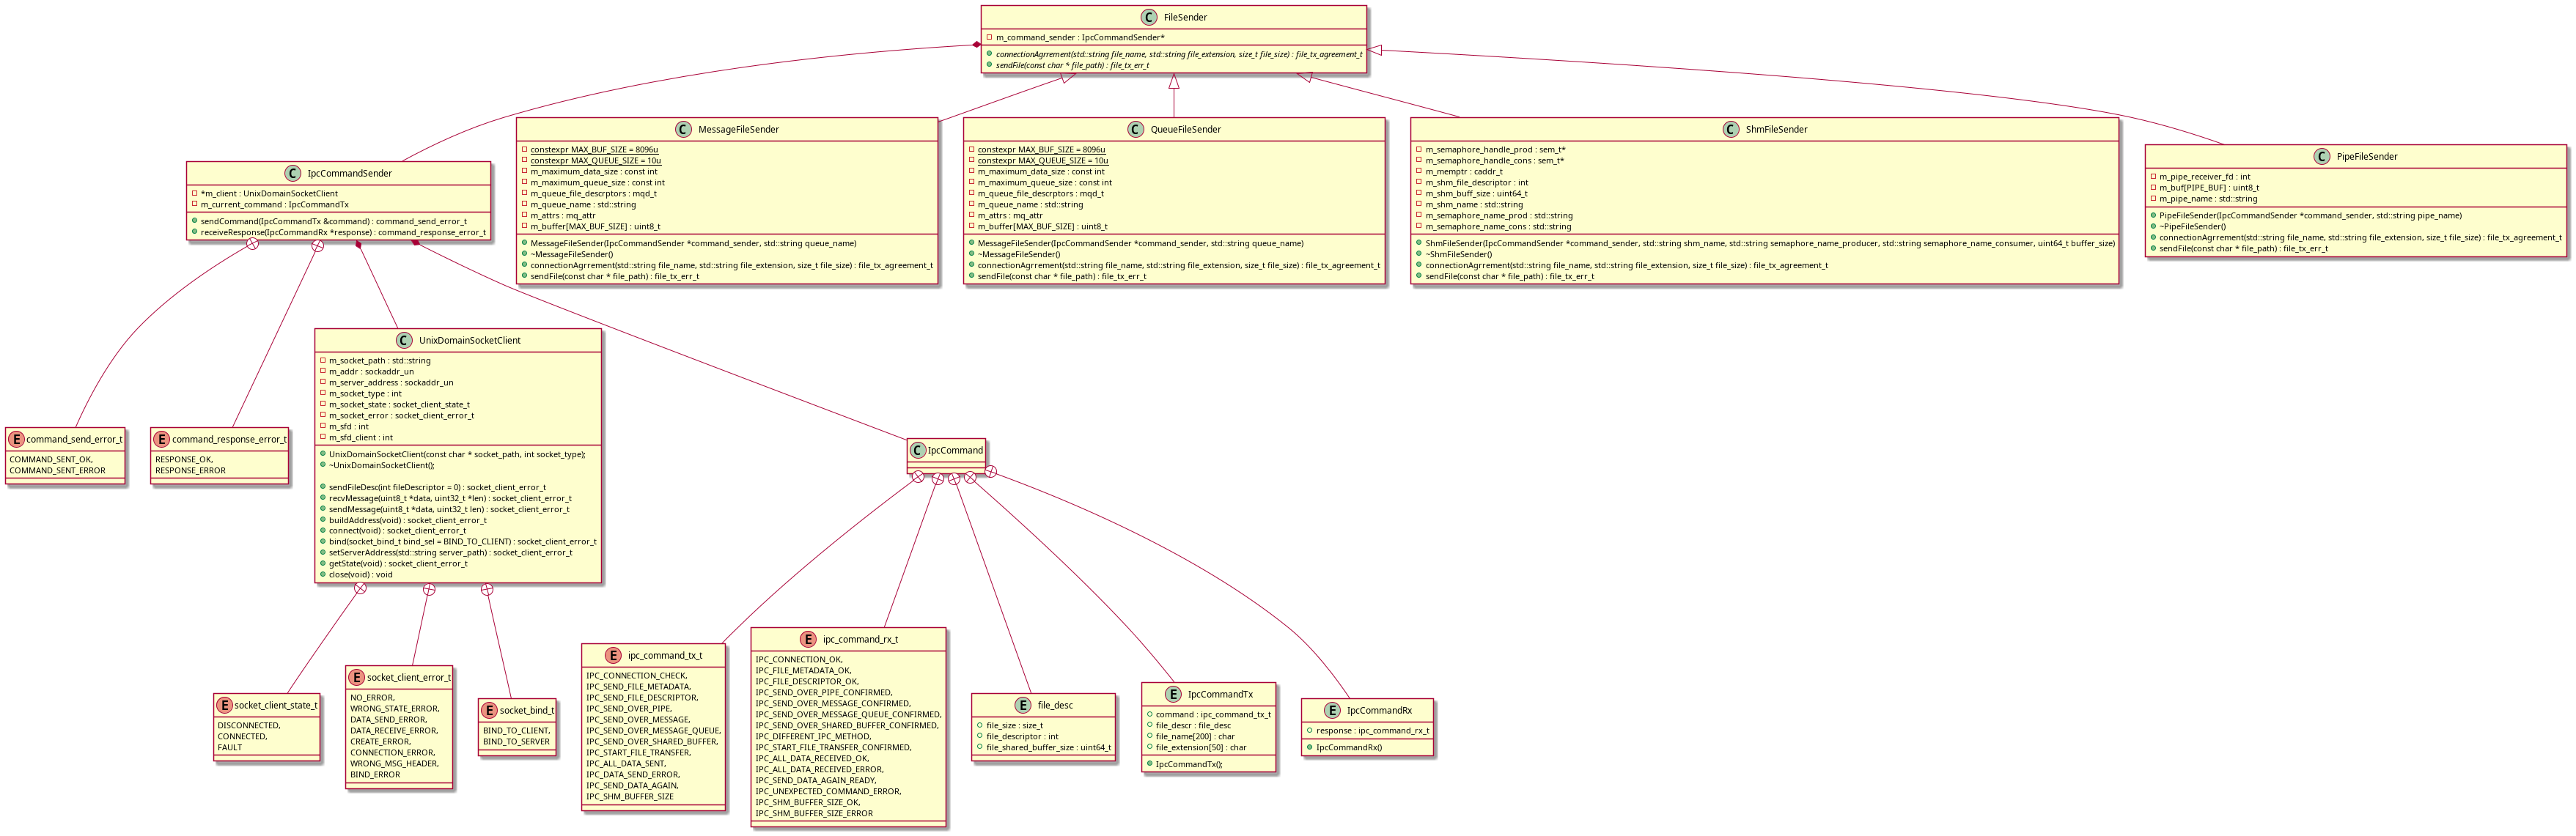 FileSender
m_command_sender : IpcCommandSender*
connectionAgrrement(std::string file_name, std::string file_extension, size_t file_size) : file_tx_agreement_t
sendFile(const char * file_path) : file_tx_err_t
IpcCommandSender
*m_client : UnixDomainSocketClient
m_current_command : IpcCommandTx
sendCommand(IpcCommandTx &command) : command_send_error_t
receiveResponse(IpcCommandRx *response) : command_response_error_t
MessageFileSender
constexpr MAX_BUF_SIZE = 8096u
constexpr MAX_QUEUE_SIZE = 10u
m_maximum_data_size : const int
m_maximum_queue_size : const int
m_queue_file_descrptors : mqd_t
m_queue_name : std::string
m_attrs : mq_attr
m_buffer[MAX_BUF_SIZE] : uint8_t
MessageFileSender(IpcCommandSender *command_sender, std::string queue_name)
~MessageFileSender()
connectionAgrrement(std::string file_name, std::string file_extension, size_t file_size) : file_tx_agreement_t
sendFile(const char * file_path) : file_tx_err_t
QueueFileSender
constexpr MAX_BUF_SIZE = 8096u
constexpr MAX_QUEUE_SIZE = 10u
m_maximum_data_size : const int
m_maximum_queue_size : const int
m_queue_file_descrptors : mqd_t
m_queue_name : std::string
m_attrs : mq_attr
m_buffer[MAX_BUF_SIZE] : uint8_t
MessageFileSender(IpcCommandSender *command_sender, std::string queue_name)
~MessageFileSender()
connectionAgrrement(std::string file_name, std::string file_extension, size_t file_size) : file_tx_agreement_t
sendFile(const char * file_path) : file_tx_err_t
ShmFileSender
m_semaphore_handle_prod : sem_t*
m_semaphore_handle_cons : sem_t*
m_memptr : caddr_t
m_shm_file_descriptor : int
m_shm_buff_size : uint64_t
m_shm_name : std::string
m_semaphore_name_prod : std::string
m_semaphore_name_cons : std::string
ShmFileSender(IpcCommandSender *command_sender, std::string shm_name, std::string semaphore_name_producer, std::string semaphore_name_consumer, uint64_t buffer_size)
~ShmFileSender()
connectionAgrrement(std::string file_name, std::string file_extension, size_t file_size) : file_tx_agreement_t
sendFile(const char * file_path) : file_tx_err_t
PipeFileSender
m_pipe_receiver_fd : int
m_buf[PIPE_BUF] : uint8_t
m_pipe_name : std::string
PipeFileSender(IpcCommandSender *command_sender, std::string pipe_name)
~PipeFileSender()
connectionAgrrement(std::string file_name, std::string file_extension, size_t file_size) : file_tx_agreement_t
sendFile(const char * file_path) : file_tx_err_t
command_send_error_t
COMMAND_SENT_OK,
COMMAND_SENT_ERROR
command_response_error_t
RESPONSE_OK,
RESPONSE_ERROR
UnixDomainSocketClient
m_socket_path : std::string
m_addr : sockaddr_un
m_server_address : sockaddr_un
m_socket_type : int
m_socket_state : socket_client_state_t
m_socket_error : socket_client_error_t
m_sfd : int
m_sfd_client : int
UnixDomainSocketClient(const char * socket_path, int socket_type);
~UnixDomainSocketClient();
sendFileDesc(int fileDescriptor = 0) : socket_client_error_t
recvMessage(uint8_t *data, uint32_t *len) : socket_client_error_t
sendMessage(uint8_t *data, uint32_t len) : socket_client_error_t
buildAddress(void) : socket_client_error_t
connect(void) : socket_client_error_t
bind(socket_bind_t bind_sel = BIND_TO_CLIENT) : socket_client_error_t
setServerAddress(std::string server_path) : socket_client_error_t
getState(void) : socket_client_error_t
close(void) : void
IpcCommand
socket_client_state_t
DISCONNECTED,
CONNECTED,
FAULT
socket_client_error_t
NO_ERROR,
WRONG_STATE_ERROR,
DATA_SEND_ERROR,
DATA_RECEIVE_ERROR,
CREATE_ERROR,
CONNECTION_ERROR,
WRONG_MSG_HEADER,
BIND_ERROR
socket_bind_t
BIND_TO_CLIENT,
BIND_TO_SERVER
ipc_command_tx_t
IPC_CONNECTION_CHECK,
IPC_SEND_FILE_METADATA,
IPC_SEND_FILE_DESCRIPTOR,
IPC_SEND_OVER_PIPE,
IPC_SEND_OVER_MESSAGE,
IPC_SEND_OVER_MESSAGE_QUEUE,
IPC_SEND_OVER_SHARED_BUFFER,
IPC_START_FILE_TRANSFER,
IPC_ALL_DATA_SENT,
IPC_DATA_SEND_ERROR,
IPC_SEND_DATA_AGAIN,
IPC_SHM_BUFFER_SIZE
ipc_command_rx_t
IPC_CONNECTION_OK,
IPC_FILE_METADATA_OK,
IPC_FILE_DESCRIPTOR_OK,
IPC_SEND_OVER_PIPE_CONFIRMED,
IPC_SEND_OVER_MESSAGE_CONFIRMED,
IPC_SEND_OVER_MESSAGE_QUEUE_CONFIRMED,
IPC_SEND_OVER_SHARED_BUFFER_CONFIRMED,
IPC_DIFFERENT_IPC_METHOD,
IPC_START_FILE_TRANSFER_CONFIRMED,
IPC_ALL_DATA_RECEIVED_OK,
IPC_ALL_DATA_RECEIVED_ERROR,
IPC_SEND_DATA_AGAIN_READY,
IPC_UNEXPECTED_COMMAND_ERROR,
IPC_SHM_BUFFER_SIZE_OK,
IPC_SHM_BUFFER_SIZE_ERROR
file_desc
file_size : size_t
file_descriptor : int
file_shared_buffer_size : uint64_t
IpcCommandTx
command : ipc_command_tx_t
file_descr : file_desc
file_name[200] : char
file_extension[50] : char
IpcCommandTx();
IpcCommandRx
response : ipc_command_rx_t
IpcCommandRx()